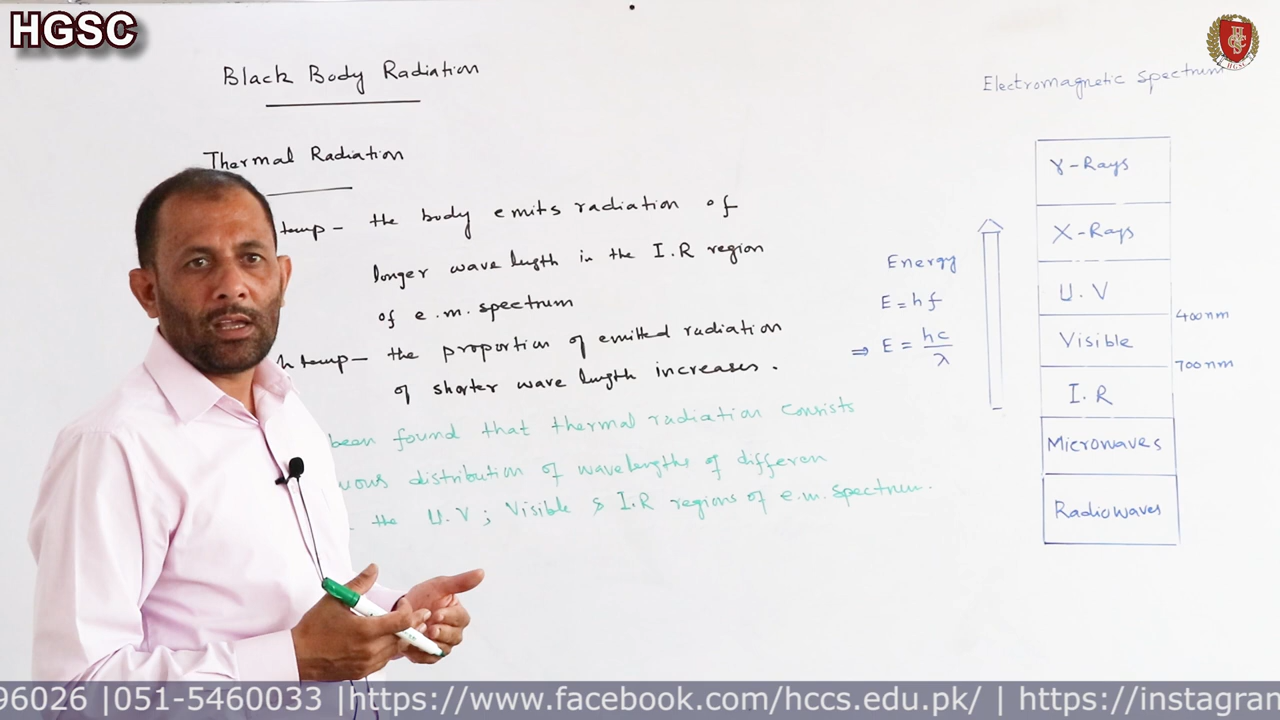 HGSC
Black Body Radiation
Thermal Radiation
temp - the body emits radiation of
longer wave length in the I.R region
of e.m. spectrum
h temp - the proportion of emitted radiation
of shorter wave length increases.
been found that thermal radiation consists
uous distribution of wavelengths of differen
the U.V ; Visible & I.R regions of e.m. spectrum.
Energy
E = hf
⇒ E = hc/λ
Electromagnetic spectrum
γ-Rays
X-Rays
U.V
400nm
Visible
700nm
I.R
Microwaves
Radiowaves
HGSC
96026 |051-5460033 |https://www.facebook.com/hccs.edu.pk/ | https://instagran